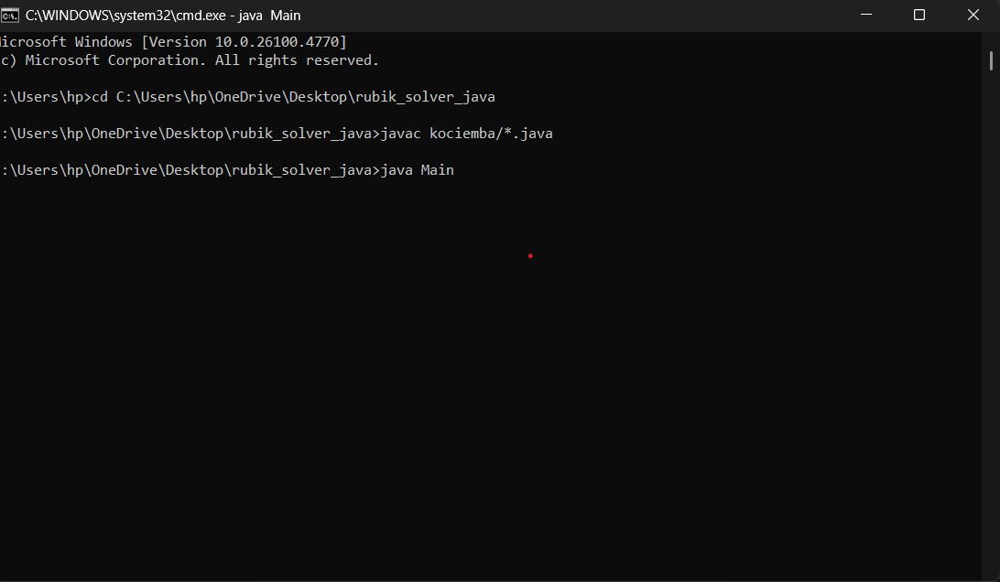 C:\WINDOWS\system32\cmd.exe - java  Main
icrosoft Windows [Version 10.0.26100.4770]
c) Microsoft Corporation. All rights reserved.
:\Users\hp>cd C:\Users\hp\OneDrive\Desktop\rubik_solver_java
:\Users\hp\OneDrive\Desktop\rubik_solver_java>javac kociemba/*.java
:\Users\hp\OneDrive\Desktop\rubik_solver_java>java Main